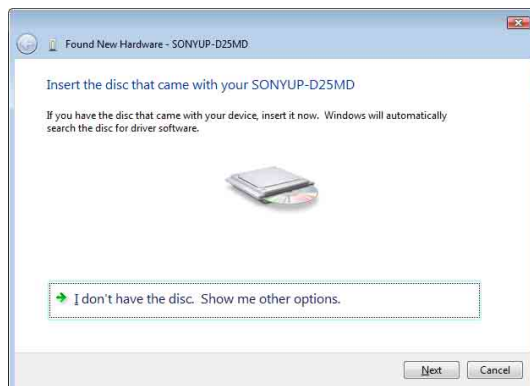 Found New Hardware - SONYUP-D25MD
Insert the disc that came with your SONYUP-D25MD
If you have the disc that came with your device, insert it now. Windows will automatically
search the disc for driver software.
I don't have the disc. Show me other options.
Next Cancel